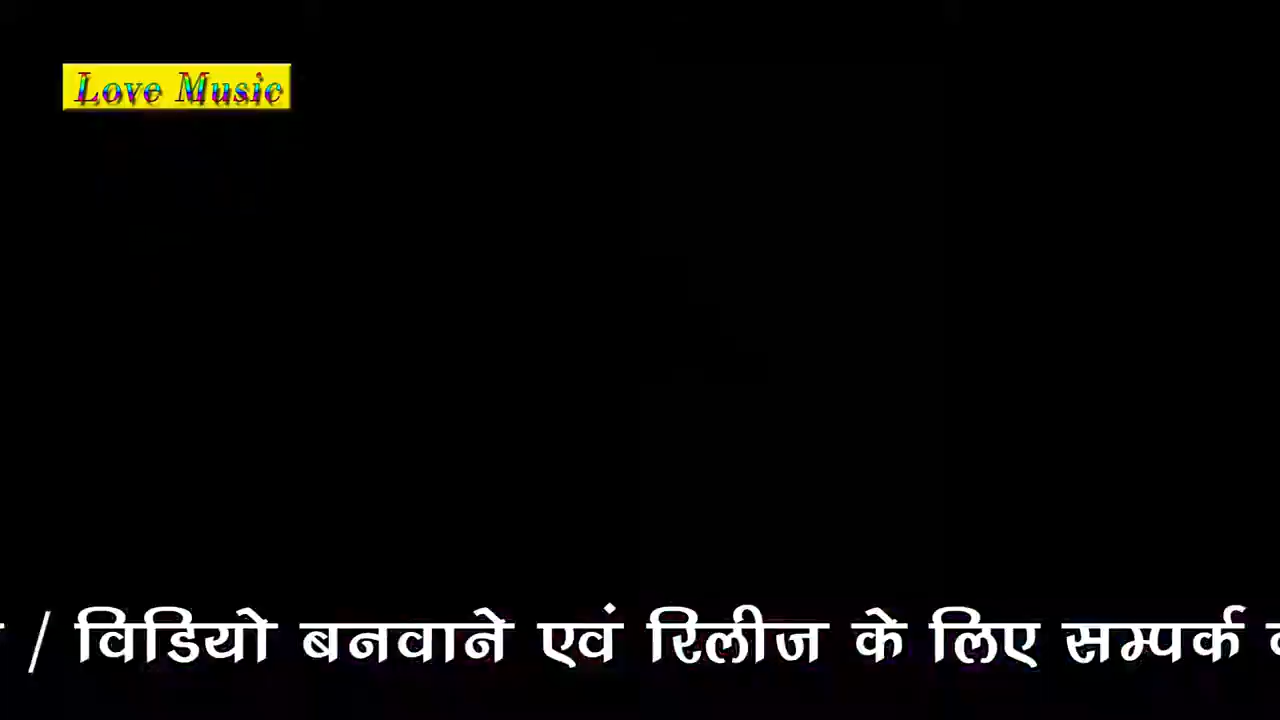 Love Music
/ विडियो बनवाने एवं रिलीज के लिए सम्पर्क